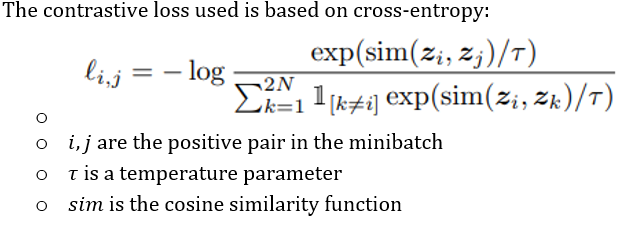 The contrastive loss used is based on cross-entropy:
ℓ_{i,j} = − log \frac{exp(sim(z_i, z_j)/τ)}{∑_{k=1}^{2N} 𝟙_{[k≠i]} exp(sim(z_i, z_k)/τ)}
o i,j are the positive pair in the minibatch
o τ is a temperature parameter
o sim is the cosine similarity function